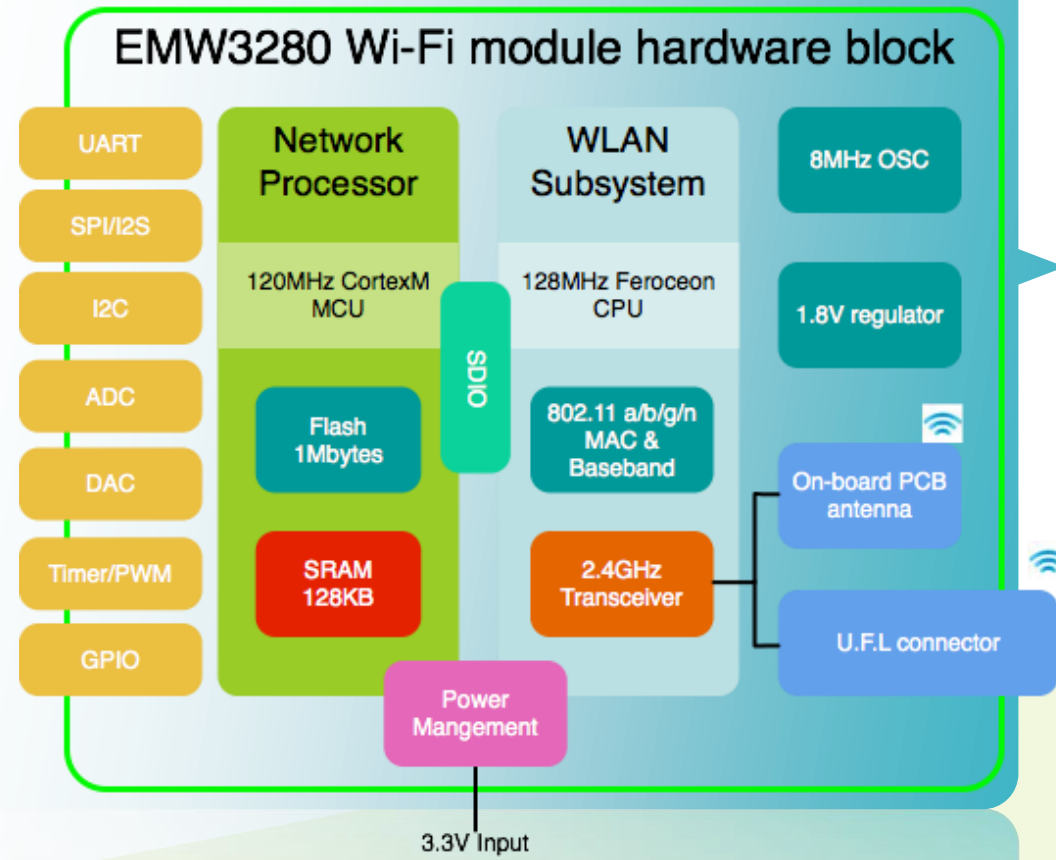 EMW3280 Wi-Fi module hardware block
UART
SPI/I2S
I2C
ADC
DAC
Timer/PWM
GPIO
Network
Processor
120MHz CortexM
MCU
Flash
1Mbytes
SRAM
128KB
SDIO
WLAN
Subsystem
128MHz Feroceon
CPU
802.11 a/b/g/n
MAC &
Baseband
2.4GHz
Transceiver
8MHz OSC
1.8V regulator
On-board PCB
antenna
U.F.L connector
Power
Mangement
3.3V Input